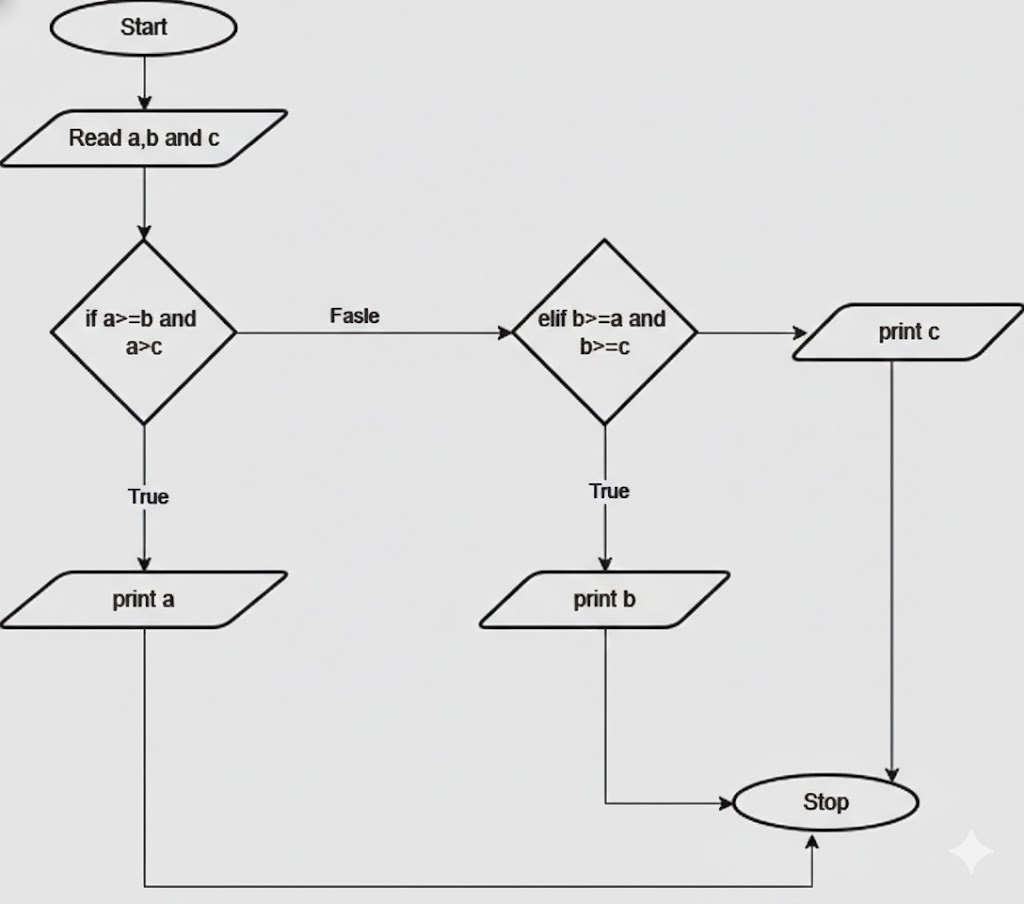 Start
Read a,b and c
if a>=b and
a>c
Fasle
elif b>=a and
b>=c
print c
True
True
print a
print b
Stop